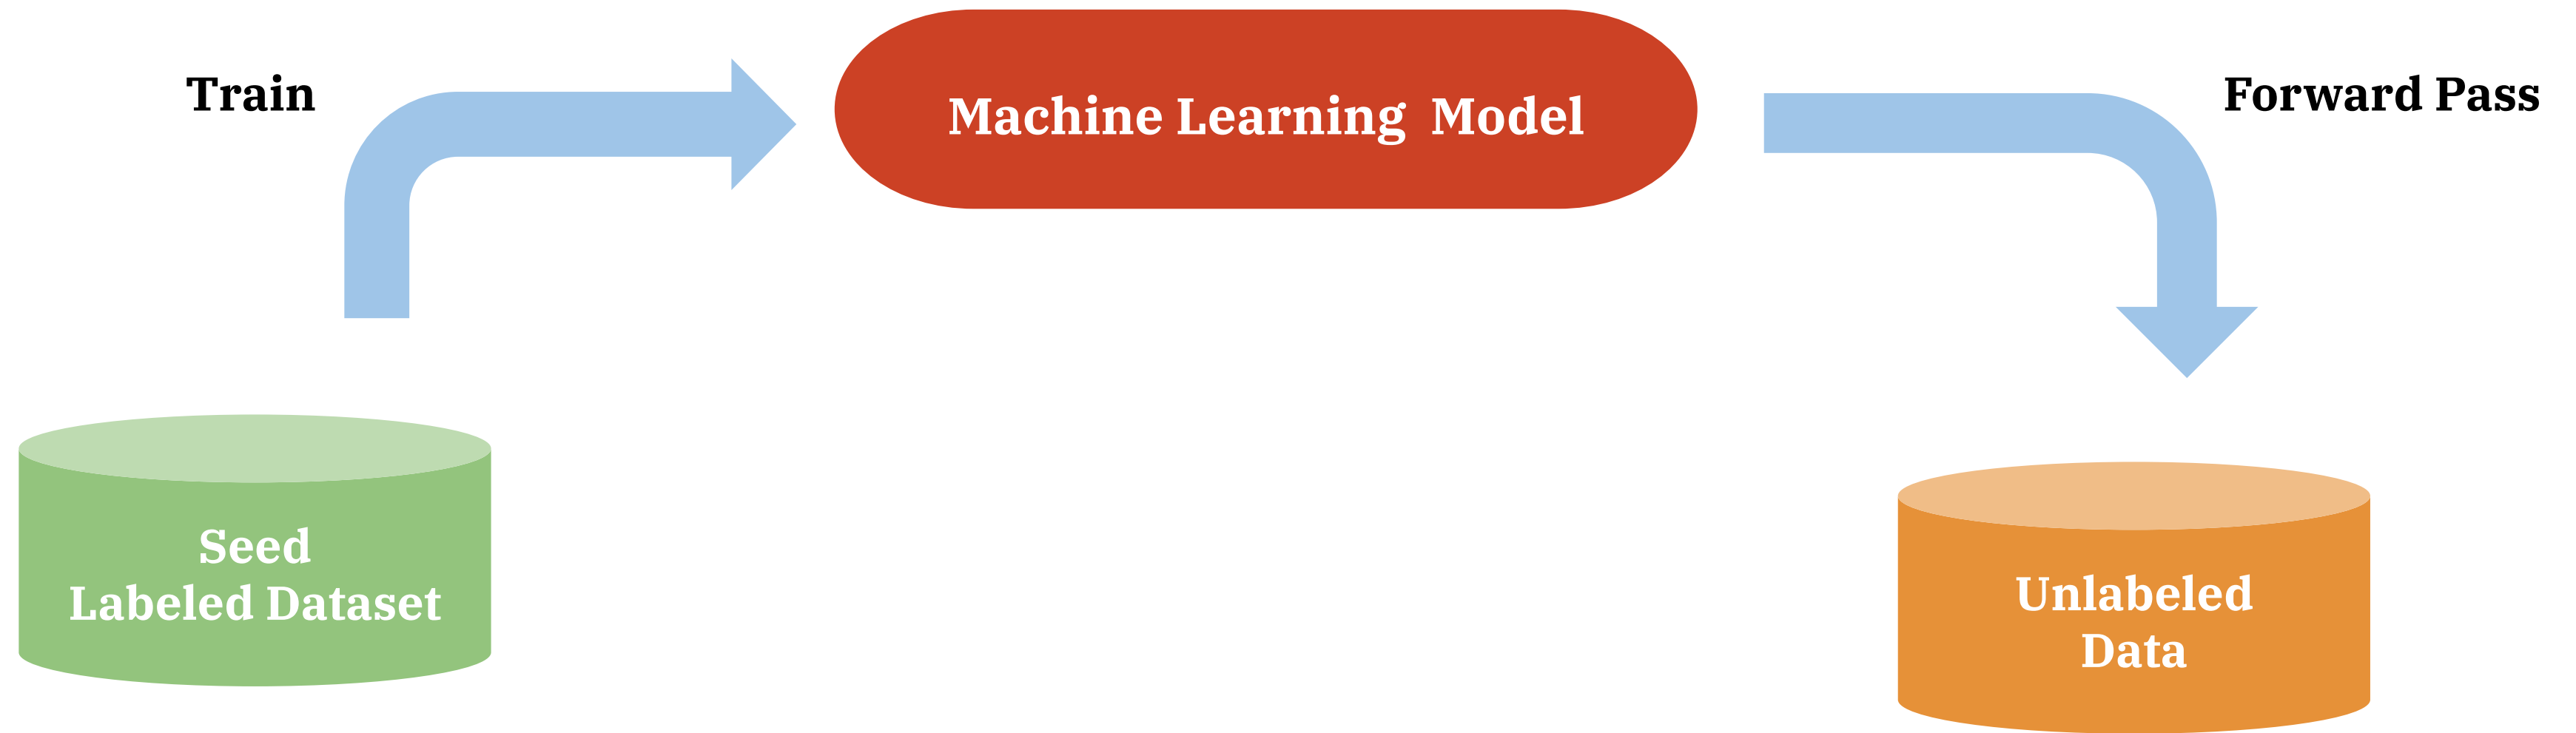 Train
Machine Learning Model
Forward Pass
Seed
Labeled Dataset
Unlabeled
Data